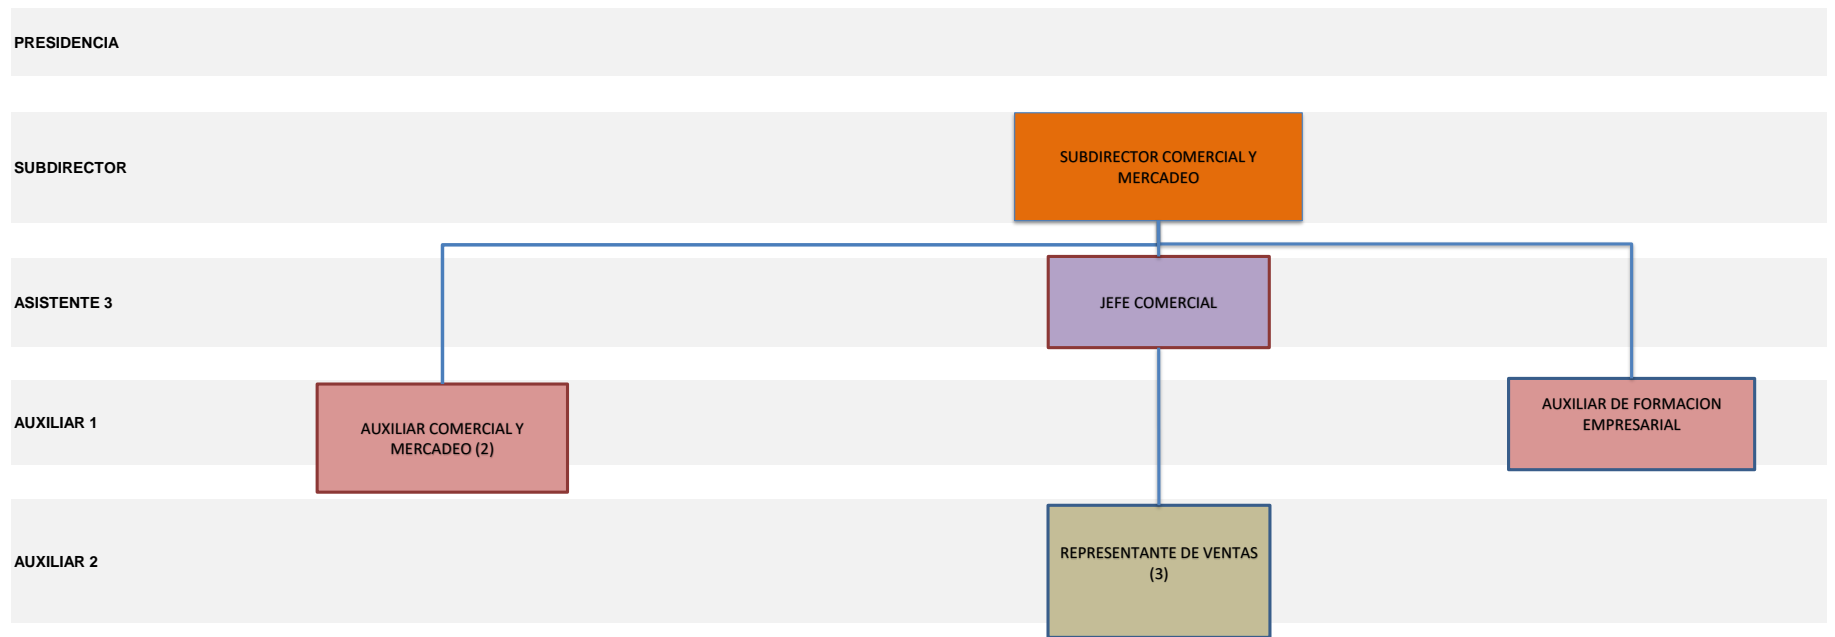 PRESIDENCIA
SUBDIRECTOR
SUBDIRECTOR COMERCIAL Y
MERCADEO
ASISTENTE 3
JEFE COMERCIAL
AUXILIAR 1
AUXILIAR COMERCIAL Y
MERCADEO (2)
AUXILIAR DE FORMACION
EMPRESARIAL
AUXILIAR 2
REPRESENTANTE DE VENTAS
(3)